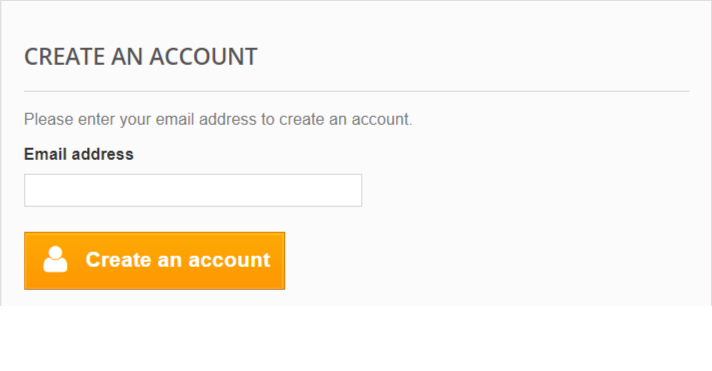 CREATE AN ACCOUNT
Please enter your email address to create an account.
Email address
Create an account